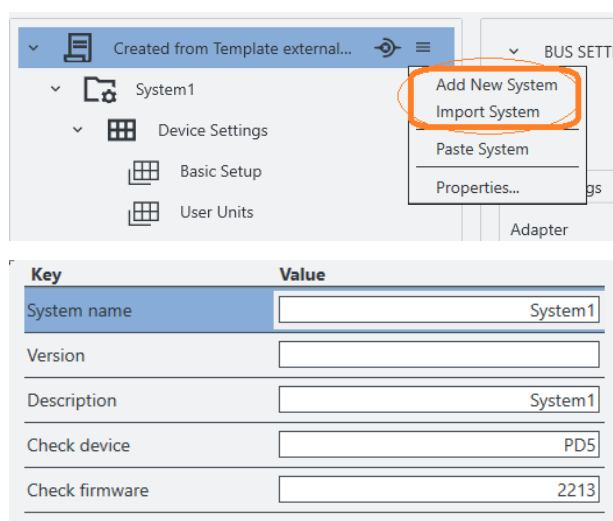 Created from Template external...
BUS SETT
System1
Add New System
Import System
Device Settings
Paste System
Basic Setup
Properties...
gs
User Units
Adapter
Key Value
System name System1
Version
Description System1
Check device PD5
Check firmware 2213